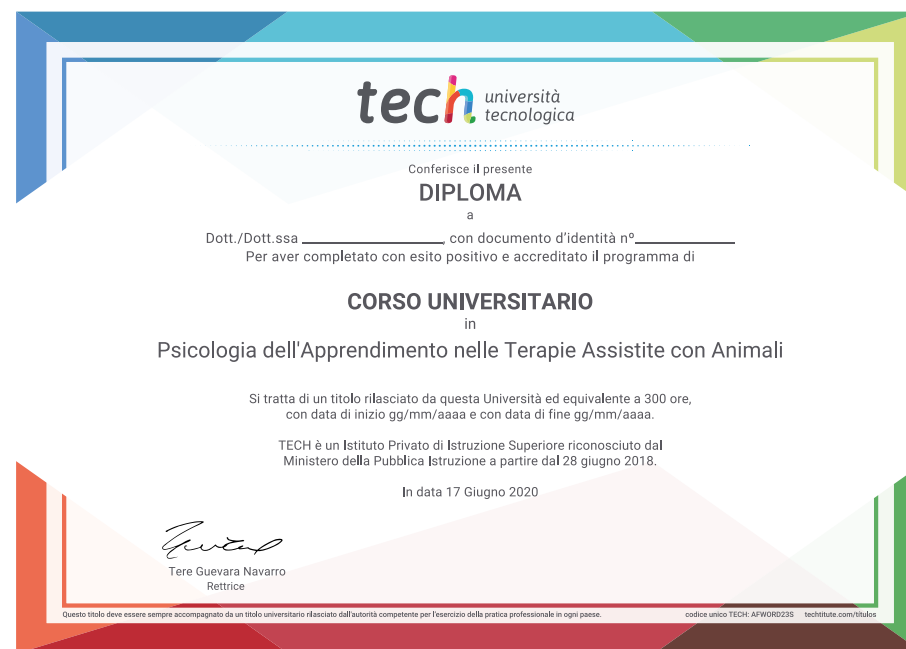 tech università
tecnologica
Conferisce il presente
DIPLOMA
a
Dott./Dott.ssa ____________________, con documento d'identità nº______________
Per aver completato con esito positivo e accreditato il programma di
CORSO UNIVERSITARIO
in
Psicologia dell'Apprendimento nelle Terapie Assistite con Animali
Si tratta di un titolo rilasciato da questa Università ed equivalente a 300 ore,
con data di inizio gg/mm/aaaa e con data di fine gg/mm/aaaa.
TECH è un Istituto Privato di Istruzione Superiore riconosciuto dal
Ministero della Pubblica Istruzione a partire dal 28 giugno 2018.
In data 17 Giugno 2020
Tere Guevara Navarro
Rettrice
Questo titolo deve essere sempre accompagnato da un titolo universitario rilasciato dall'autorità competente per l'esercizio della pratica professionale in ogni paese. codice unico TECH: AFWORD23S techtitute.com/titulos